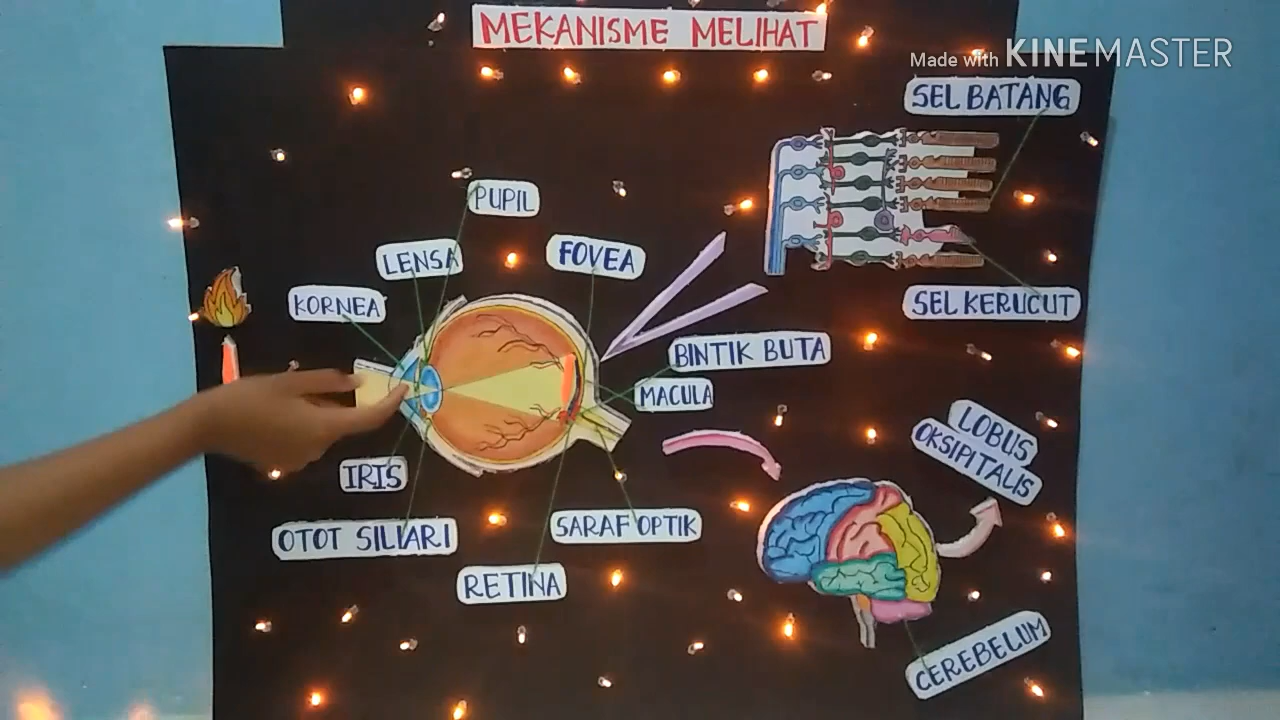 MEKANISME MELIHAT
Made with KINEMASTER
SEL BATANG
PUPIL
LENSA
FOVEA
KORNEA
SEL KERUCUT
BINTIK BUTA
MACULA
LOBUS
OKSIPITALIS
IRIS
OTOT SILIARI
SARAF OPTIK
RETINA
CEREBELUM